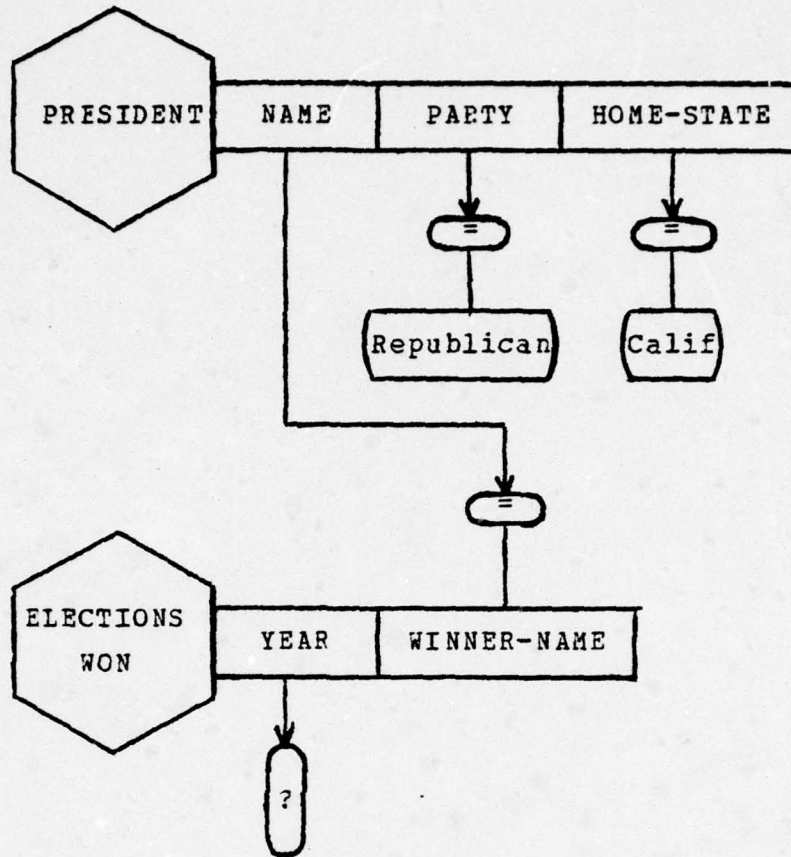 PRESIDENT NAME PARTY HOME-STATE
= =
Republican Calif
=
ELECTIONS
WON
YEAR WINNER-NAME
?